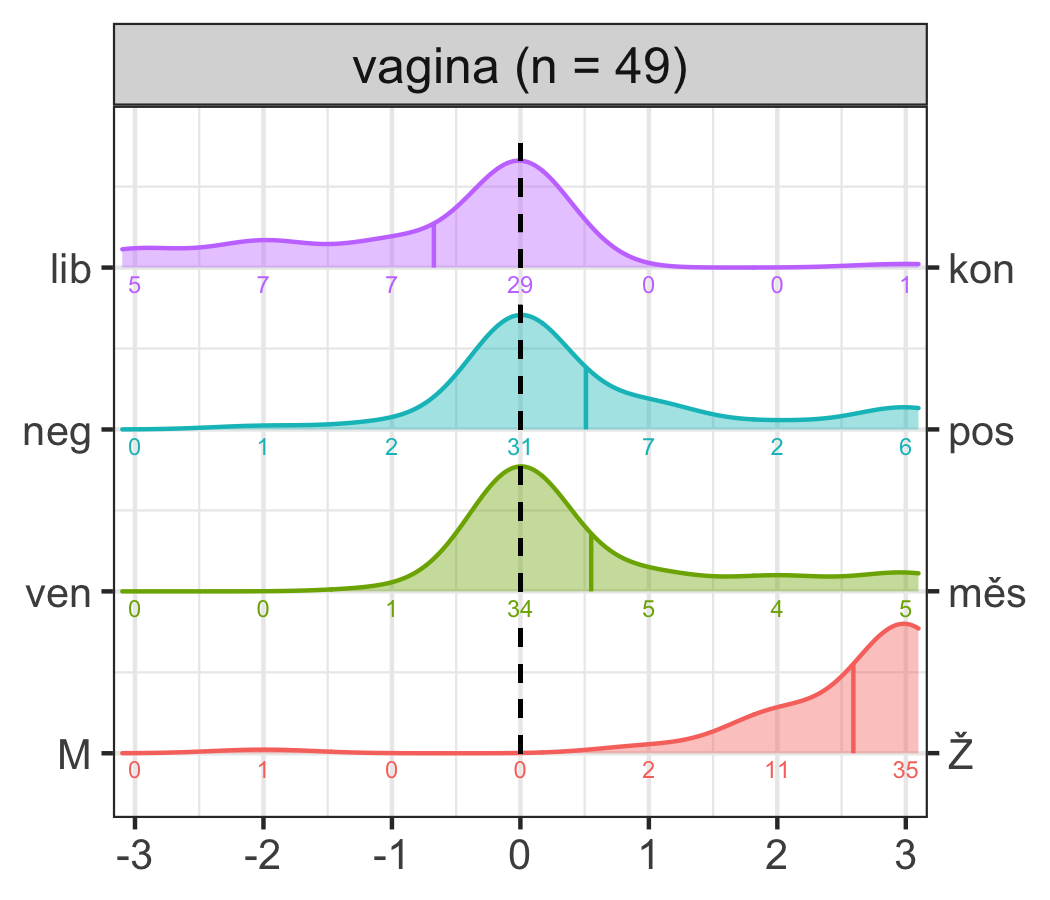 vagina (n = 49)
lib kon
5 7 7 29 0 0 1
neg pos
0 1 2 31 7 2 6
ven měs
0 0 1 34 5 4 5
M Ž
0 1 0 0 2 11 35
-3 -2 -1 0 1 2 3